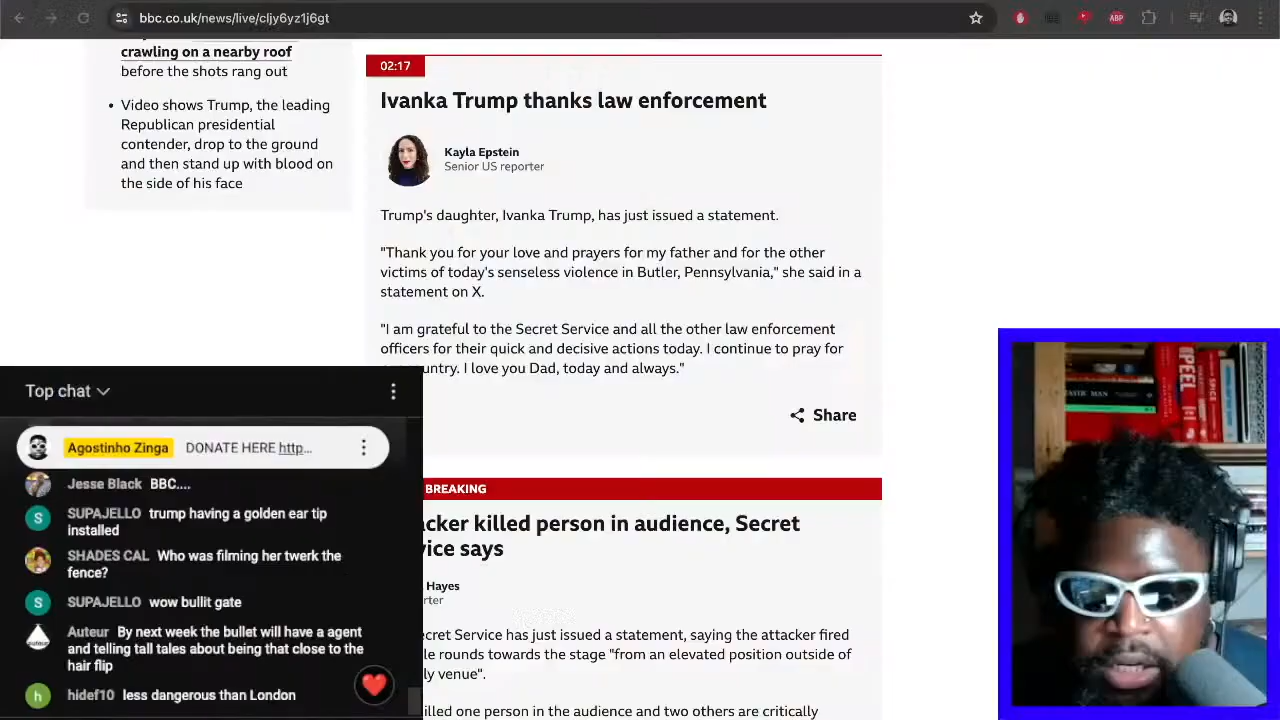 bbc.co.uk/news/live/cljy6yz1j6gt
ABP
crawling on a nearby roof
before the shots rang out
• Video shows Trump, the leading
Republican presidential
contender, drop to the ground
and then stand up with blood on
the side of his face
02:17
Ivanka Trump thanks law enforcement
Kayla Epstein
Senior US reporter
Trump's daughter, Ivanka Trump, has just issued a statement.
"Thank you for your love and prayers for my father and for the other
victims of today's senseless violence in Butler, Pennsylvania," she said in a
statement on X.
"I am grateful to the Secret Service and all the other law enforcement
officers for their quick and decisive actions today. I continue to pray for
untry. I love you Dad, today and always."
Share
BREAKING
acker killed person in audience, Secret
vice says
Hayes
rter
ecret Service has just issued a statement, saying the attacker fired
le rounds towards the stage "from an elevated position outside of
ly venue".
illed one person in the audience and two others are critically
Top chat
Agostinho Zinga DONATE HERE http...
Jesse Black BBC....
S SUPAJELLO trump having a golden ear tip
installed
SHADES CAL Who was filming her twerk the
fence?
S SUPAJELLO wow bullit gate
Auteur By next week the bullet will have a agent
and telling tall tales about being that close to the
hair flip
h hidef10 less dangerous than London
PEEL
SPICE